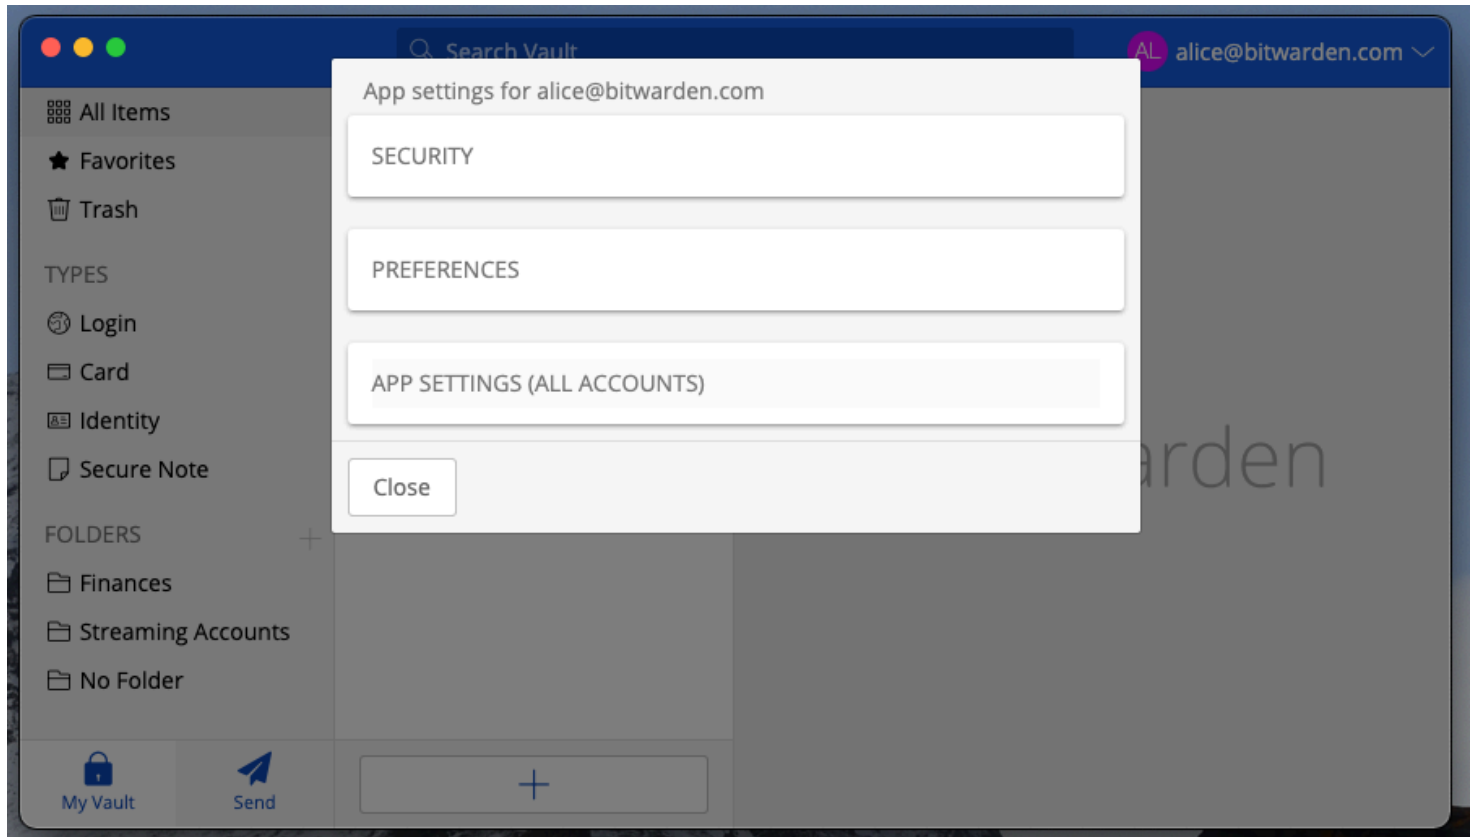 Search Vault
AL alice@bitwarden.com
All Items
Favorites
Trash
TYPES
Login
Card
Identity
Secure Note
FOLDERS
Finances
Streaming Accounts
No Folder
My Vault
Send
App settings for alice@bitwarden.com
SECURITY
PREFERENCES
APP SETTINGS (ALL ACCOUNTS)
Close
arden